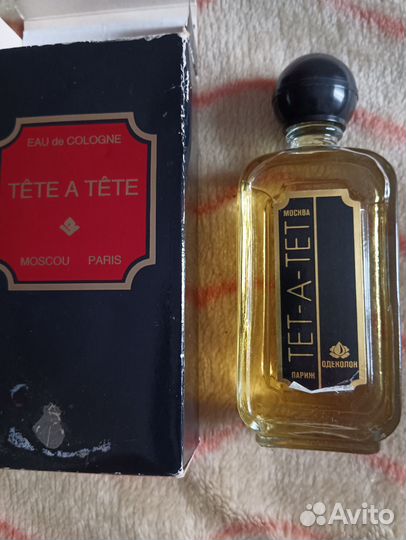 EAU de COLOGNE
TÊTE A TÊTE
MOSCOU PARIS
МОСКВА
ТЕТ-А-ТЕТ
ПАРИЖ
ОДЕКОЛОН
Avito